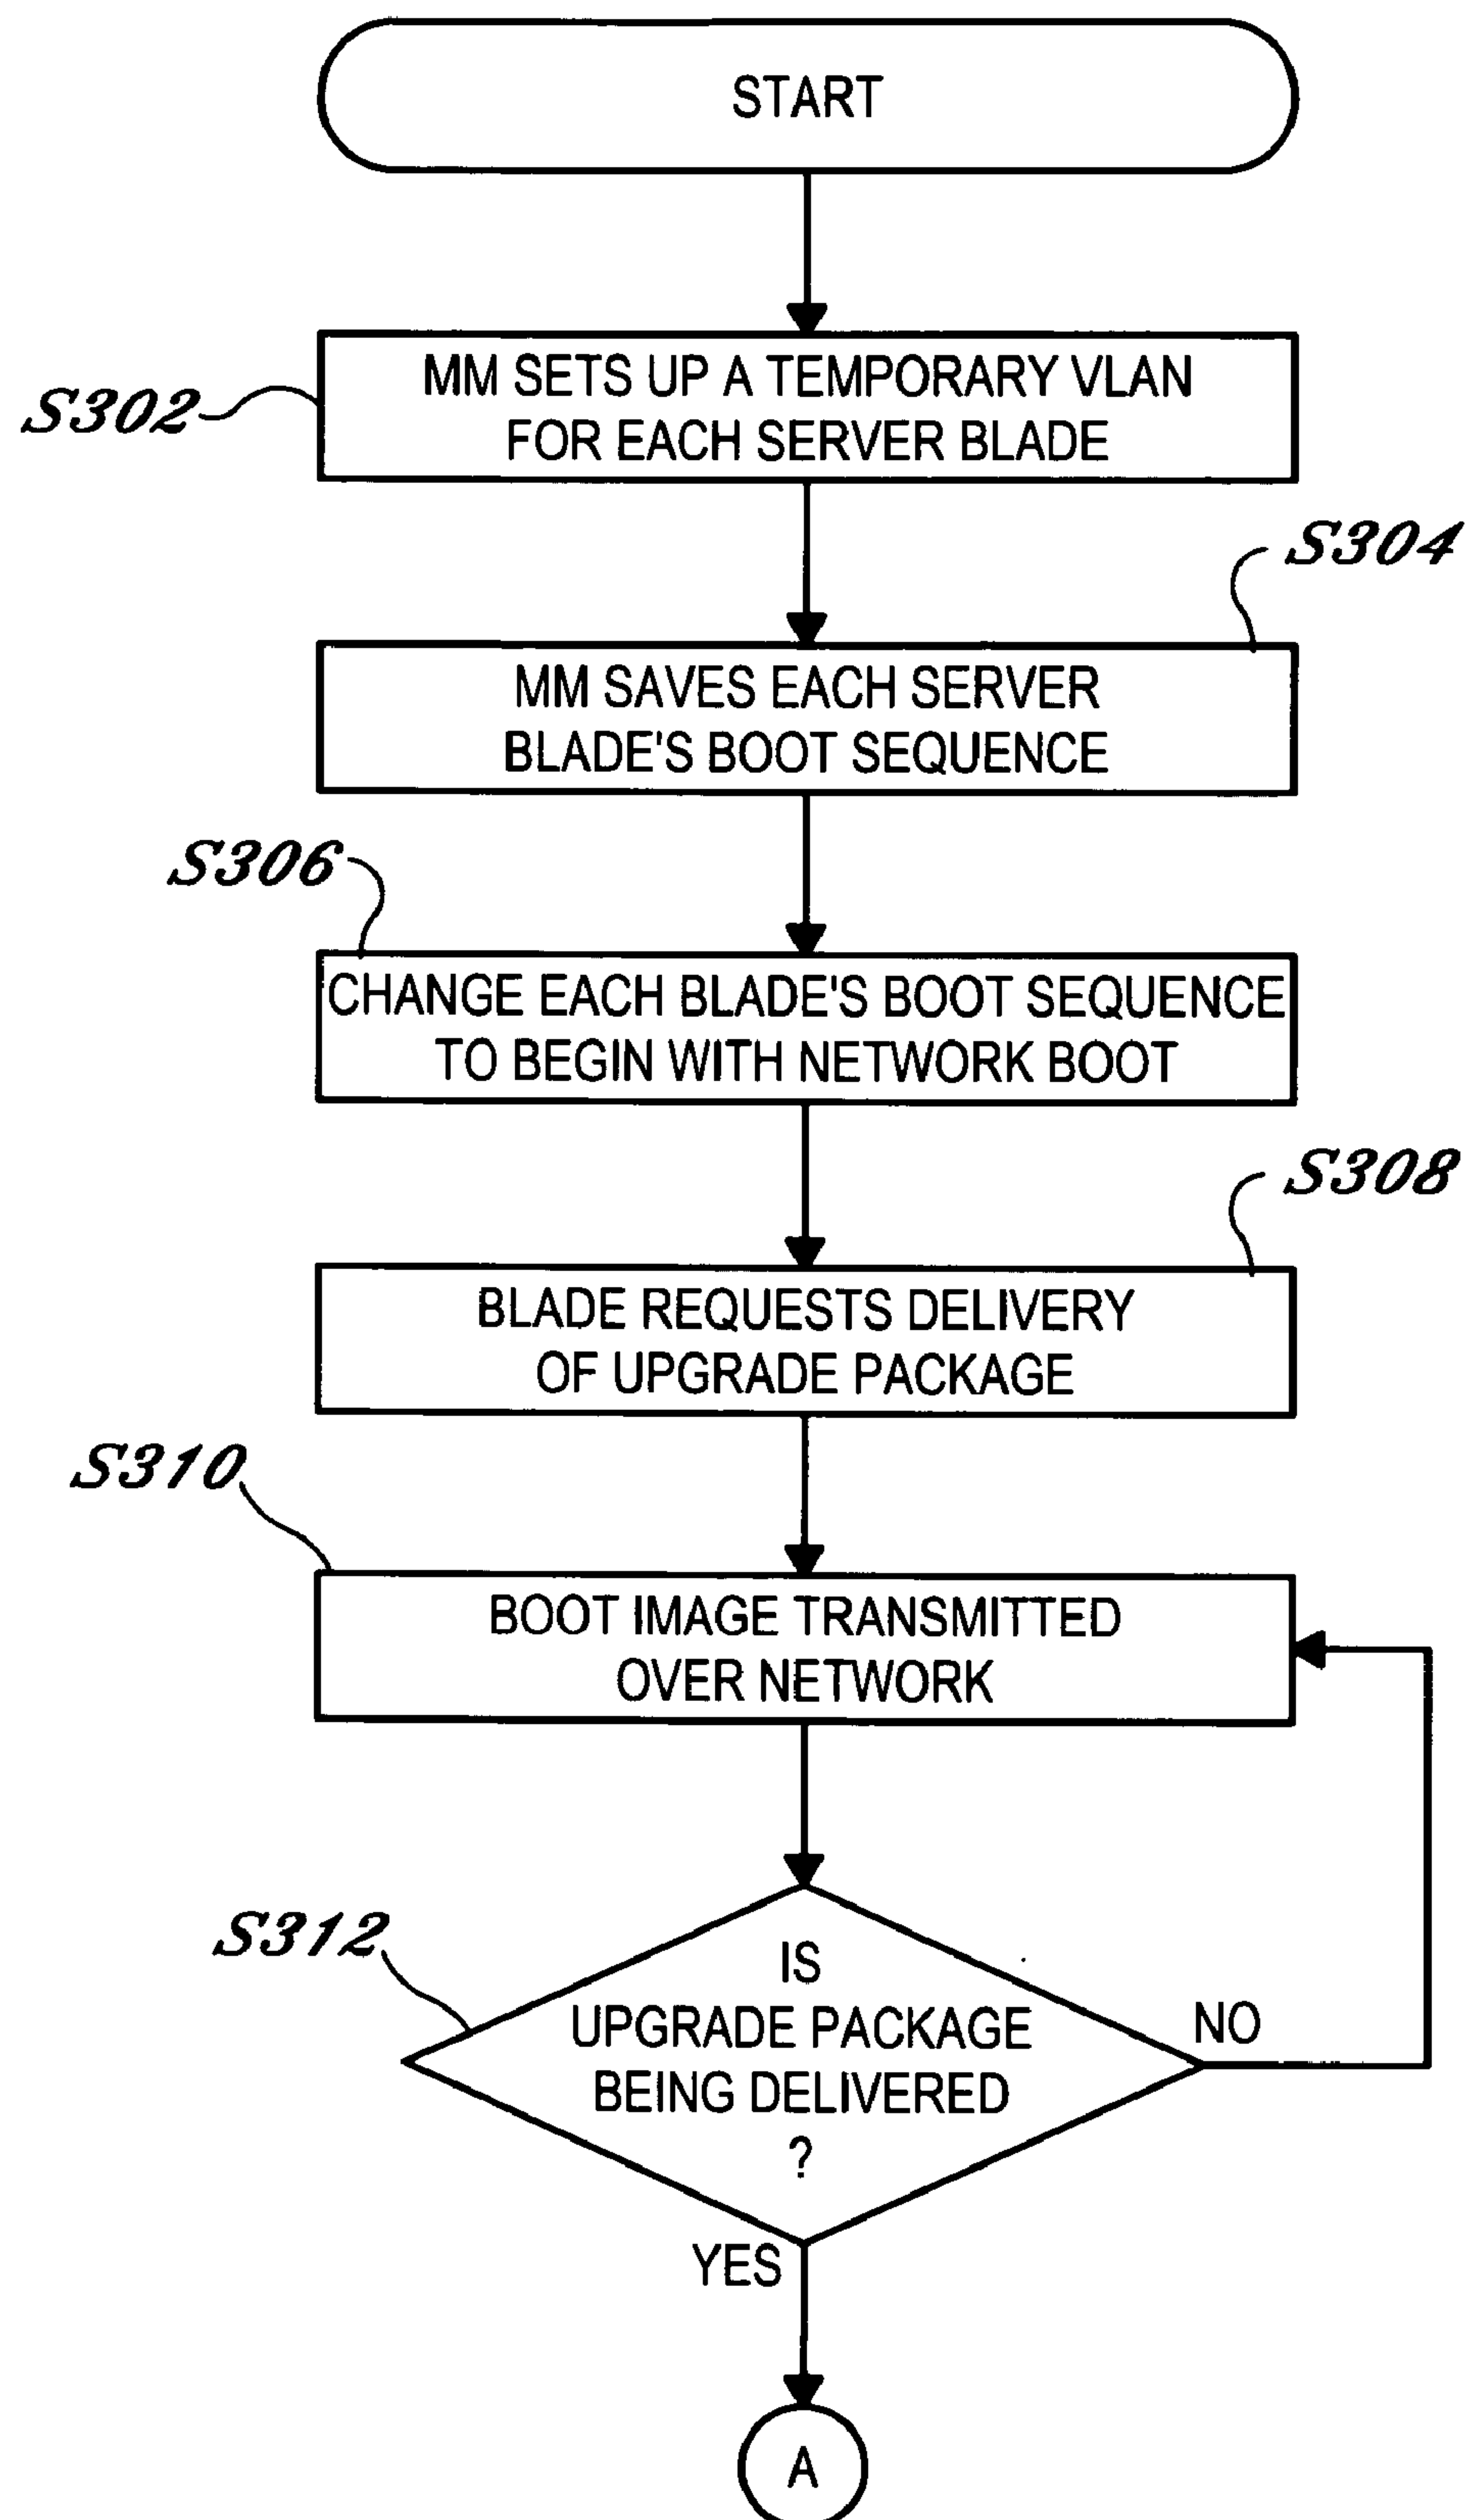 START
S302
MM SETS UP A TEMPORARY VLAN
FOR EACH SERVER BLADE
S304
MM SAVES EACH SERVER
BLADE'S BOOT SEQUENCE
S306
CHANGE EACH BLADE'S BOOT SEQUENCE
TO BEGIN WITH NETWORK BOOT
S308
BLADE REQUESTS DELIVERY
OF UPGRADE PACKAGE
S310
BOOT IMAGE TRANSMITTED
OVER NETWORK
S312
IS
UPGRADE PACKAGE
BEING DELIVERED
?
NO
YES
A